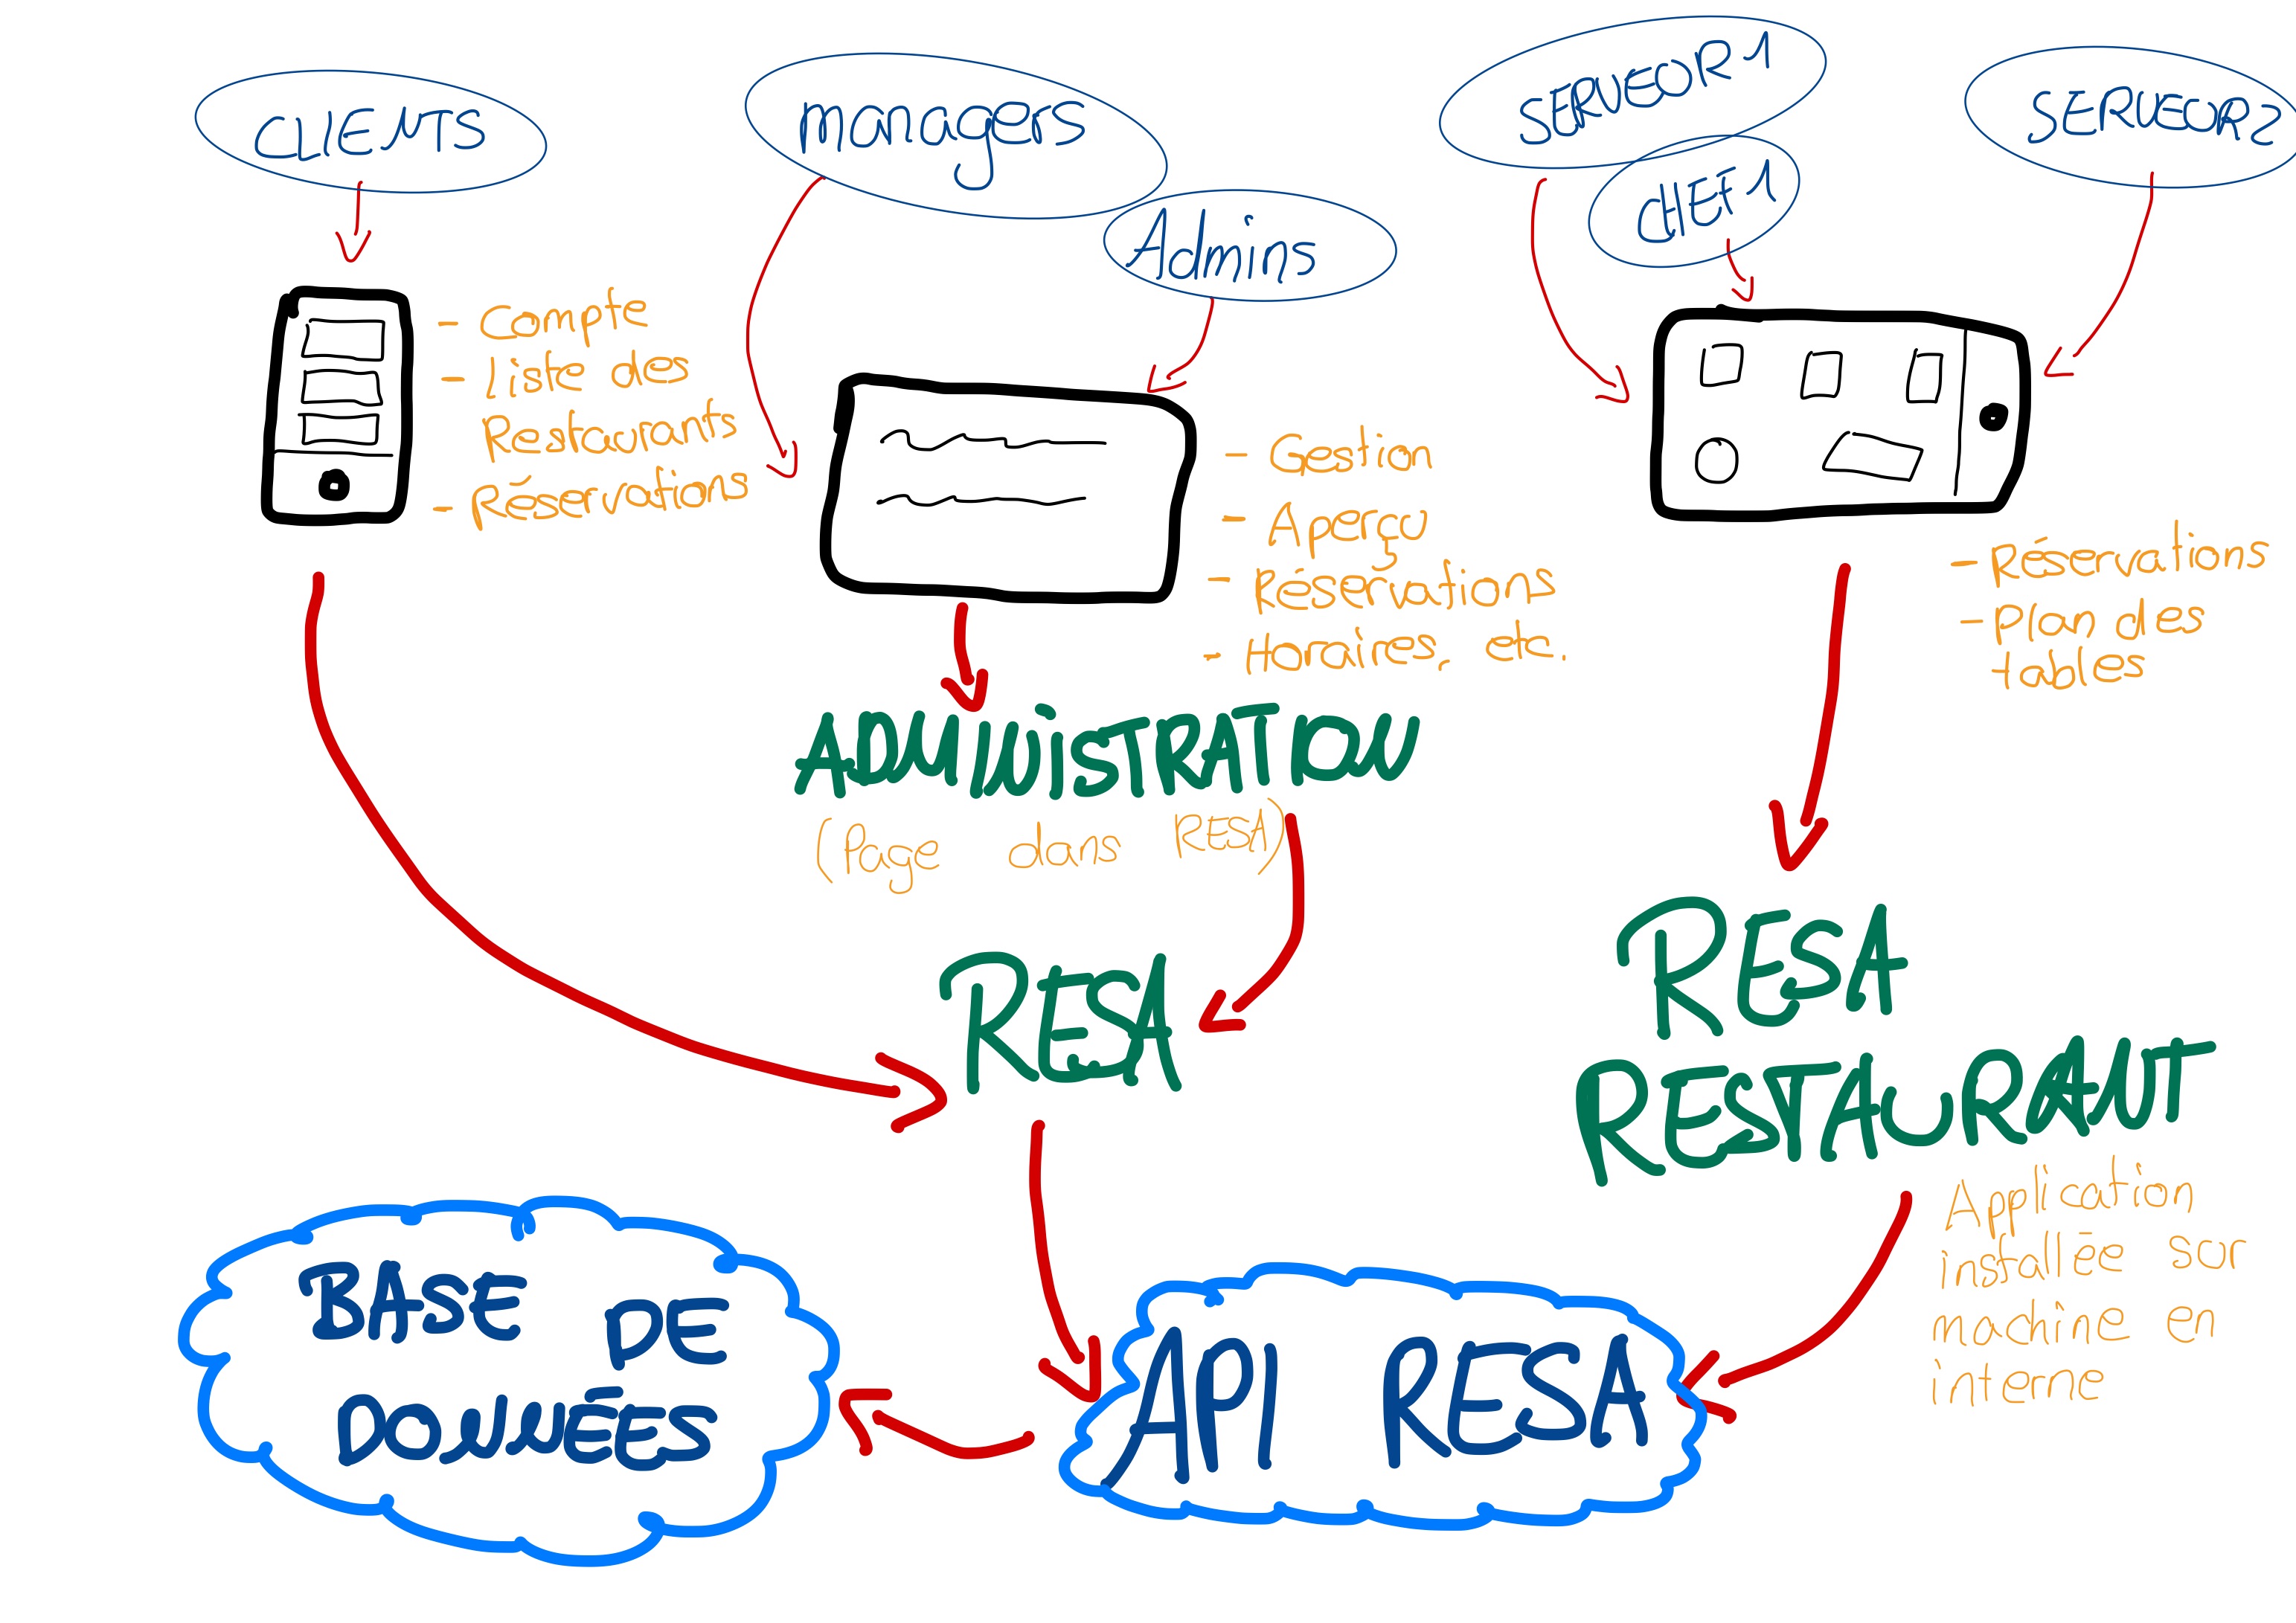 CLIENTS
Managers
Admins
SERVEUR 1
CHEF 1
SERVEUR 2
- Compte
- Liste des
Restaurants
- Réservations
- Gestion
- Aperçu
- Réservations
- Horaires, etc.
- Réservations
- Plan des
tables
ADMINISTRATION
(Page dans RESA)
RESA
RESA
RESTAURANT
Application
installée sur
machine en
interne
BASE DE
DONNÉES
API RESA